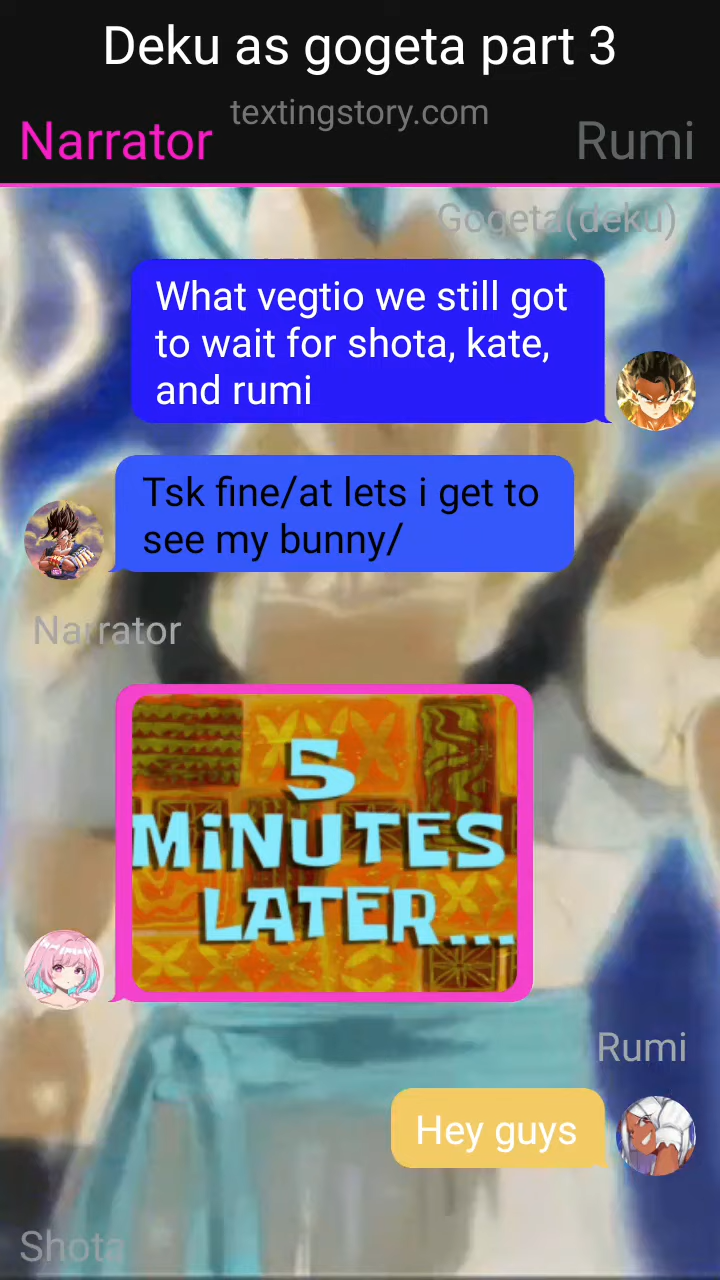 Deku as gogeta part 3
textingstory.com
Narrator
Rumi
Gogeta(deku)
What vegtio we still got
to wait for shota, kate,
and rumi
Tsk fine/at lets i get to
see my bunny/
Narrator
5
MiNUTES
LATER...
Rumi
Hey guys
Shota